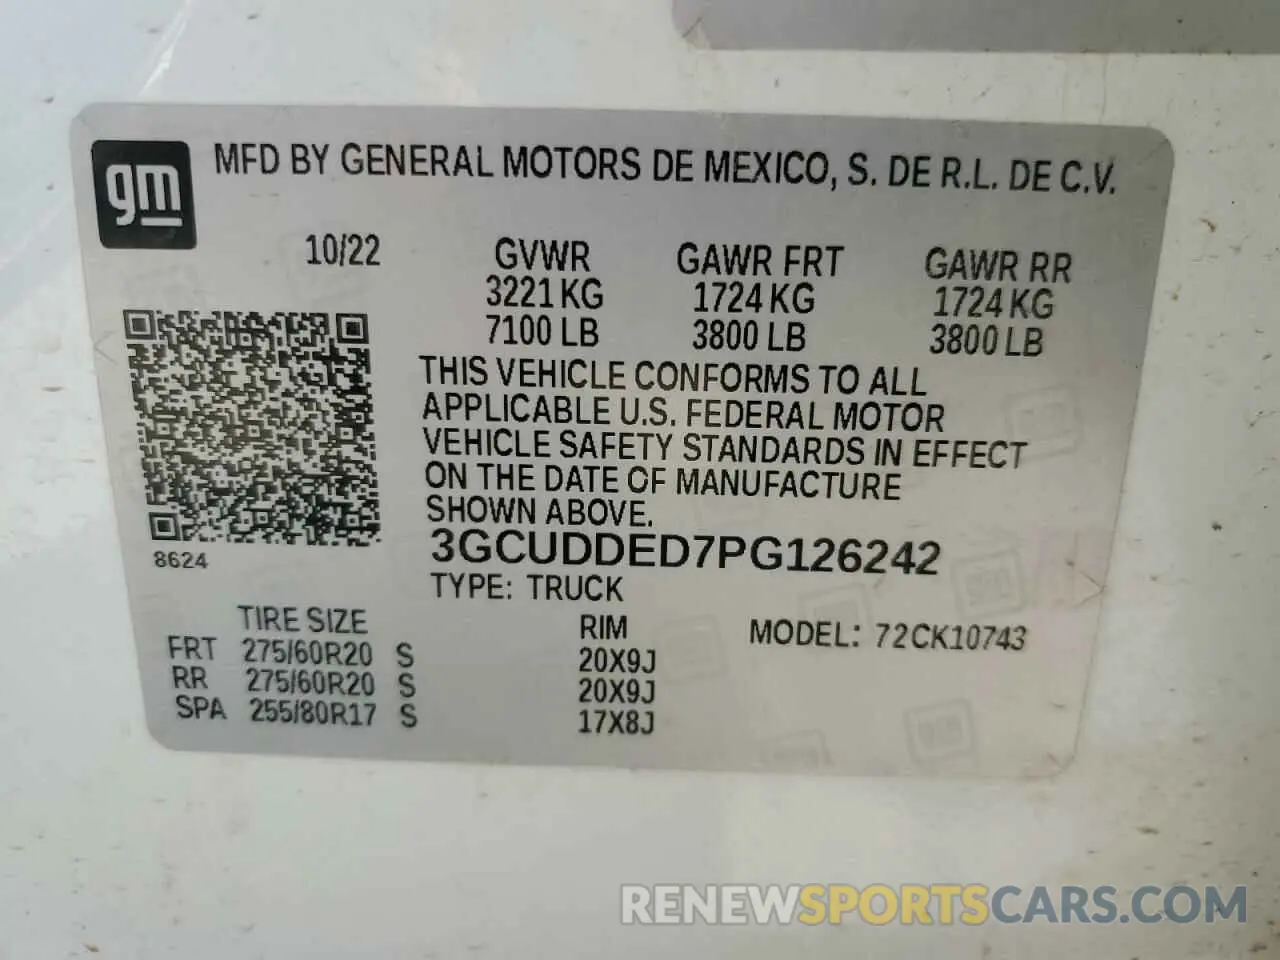 gm
MFD BY GENERAL MOTORS DE MEXICO, S. DE R.L. DE C.V.
10/22 GVWR GAWR FRT GAWR RR
3221 KG 1724 KG 1724 KG
7100 LB 3800 LB 3800 LB
THIS VEHICLE CONFORMS TO ALL
APPLICABLE U.S. FEDERAL MOTOR
VEHICLE SAFETY STANDARDS IN EFFECT
ON THE DATE OF MANUFACTURE
SHOWN ABOVE.
8624
3GCUDDED7PG126242
TYPE: TRUCK
TIRE SIZE RIM MODEL: 72CK10743
FRT 275/60R20 S 20X9J
RR 275/60R20 S 20X9J
SPA 255/80R17 S 17X8J
RENEWSPORTSCARS.COM